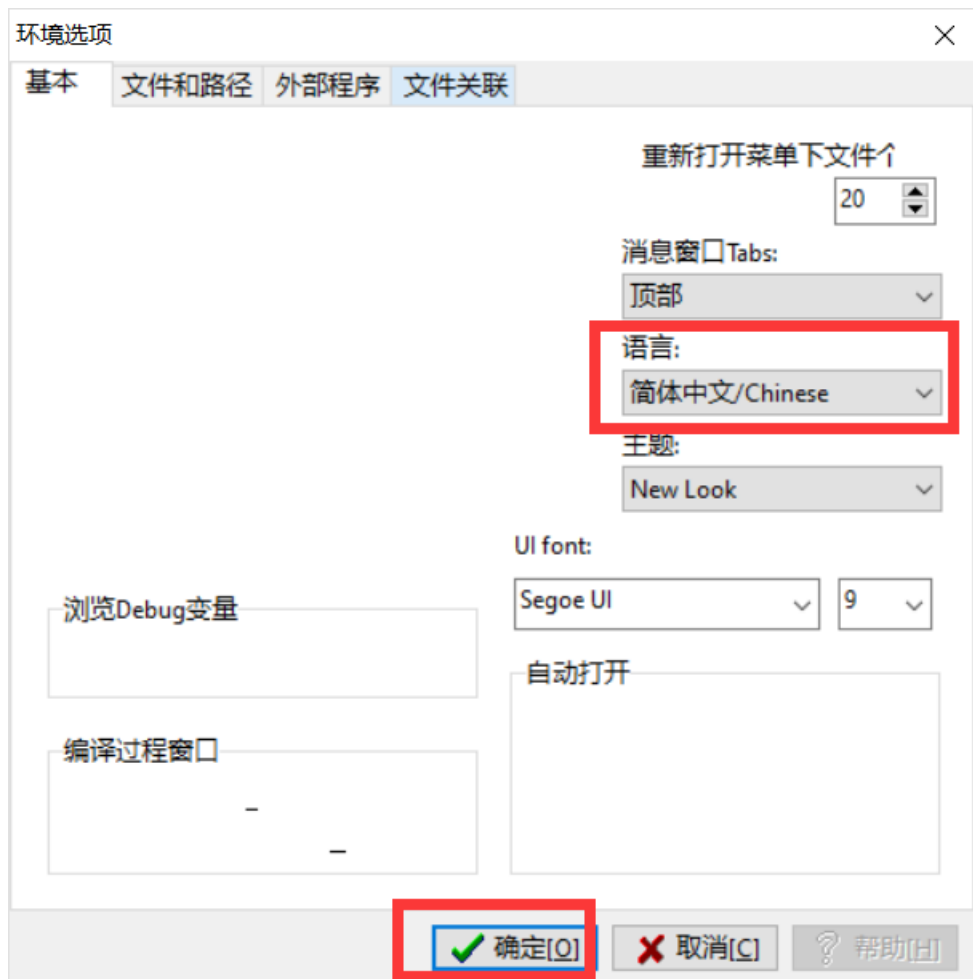 环境选项
基本 文件和路径 外部程序 文件关联
重新打开菜单下文件个
20
消息窗口Tabs:
顶部
语言:
简体中文/Chinese
主题:
New Look
UI font:
Segoe UI 9
浏览Debug变量
自动打开
编译过程窗口
确定[O] 取消[C] 帮助[H]